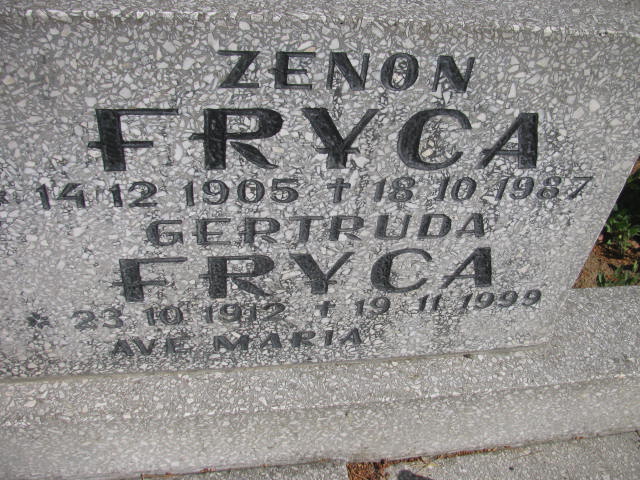 ZENON
FRYCA
* 14 12 1905 † 18 10 1987
GERTRUDA
FRYCA
* 23 10 1912 † 19 11 1999
AVE MARIA